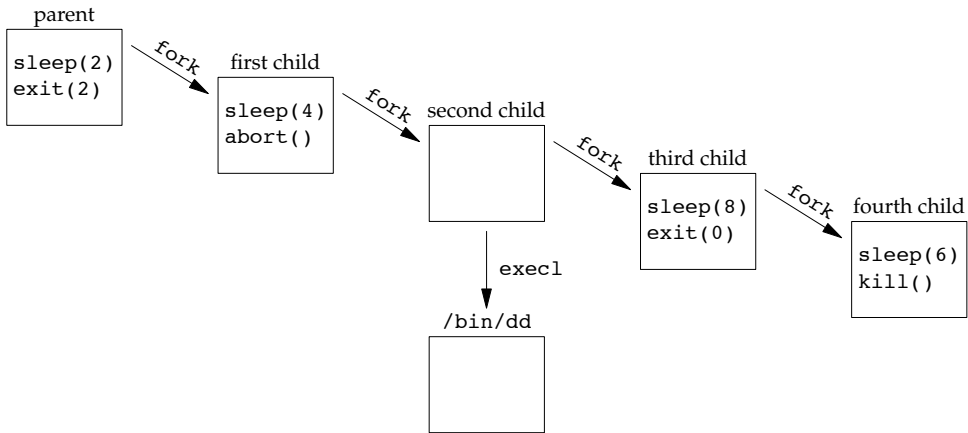 parent
sleep(2)
exit(2)
fork
first child
sleep(4)
abort()
fork
second child
fork
third child
sleep(8)
exit(0)
fork
fourth child
sleep(6)
kill()
execl
/bin/dd